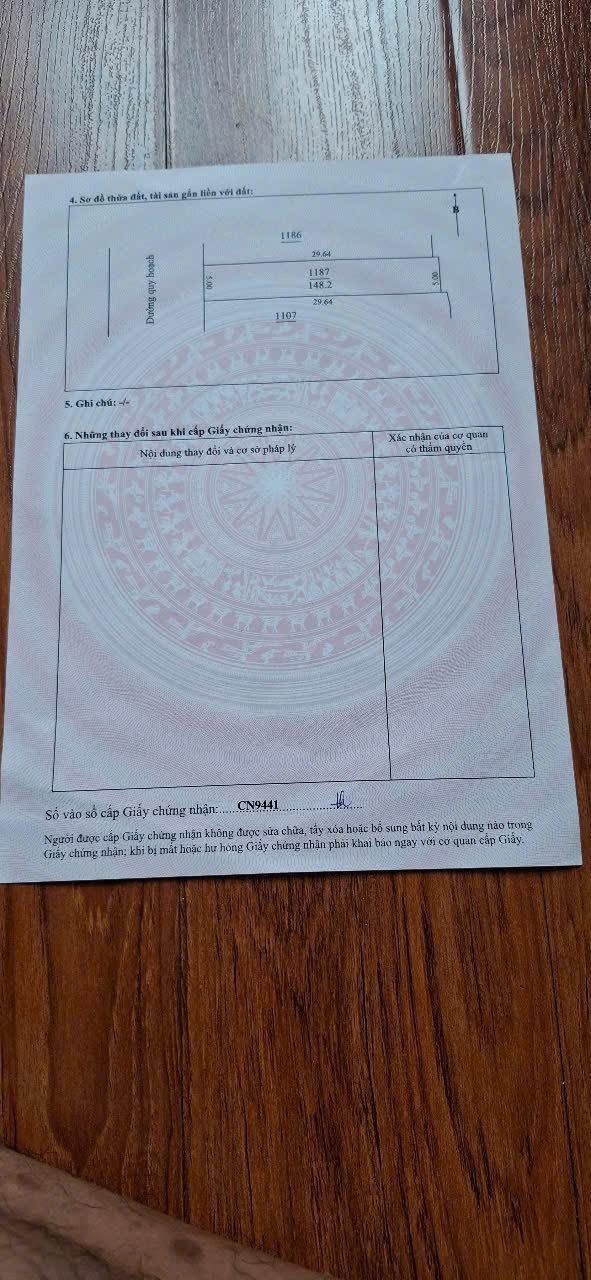 4. Sơ đồ thửa đất, tài sản gắn liền với đất:
B
1186
29.64
Đường quy hoạch
5.00
1187
148.2
5.00
29.64
1107
5. Ghi chú: -/-
6. Những thay đổi sau khi cấp Giấy chứng nhận:
Nội dung thay đổi và cơ sở pháp lý
Xác nhận của cơ quan
có thẩm quyền
Số vào sổ cấp Giấy chứng nhận:.....CN9441..........
Người được cấp Giấy chứng nhận không được sửa chữa, tẩy xóa hoặc bổ sung bất kỳ nội dung nào trong
Giấy chứng nhận; khi bị mất hoặc hư hỏng Giấy chứng nhận phải khai báo ngay với cơ quan cấp Giấy.